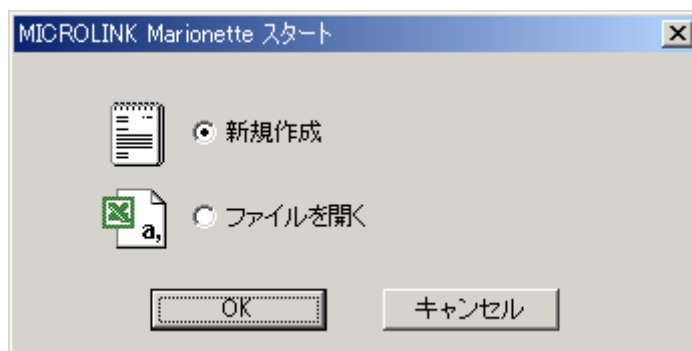 MICROLINK Marionette スタート
新規作成
a,
ファイルを開く
OK
キャンセル